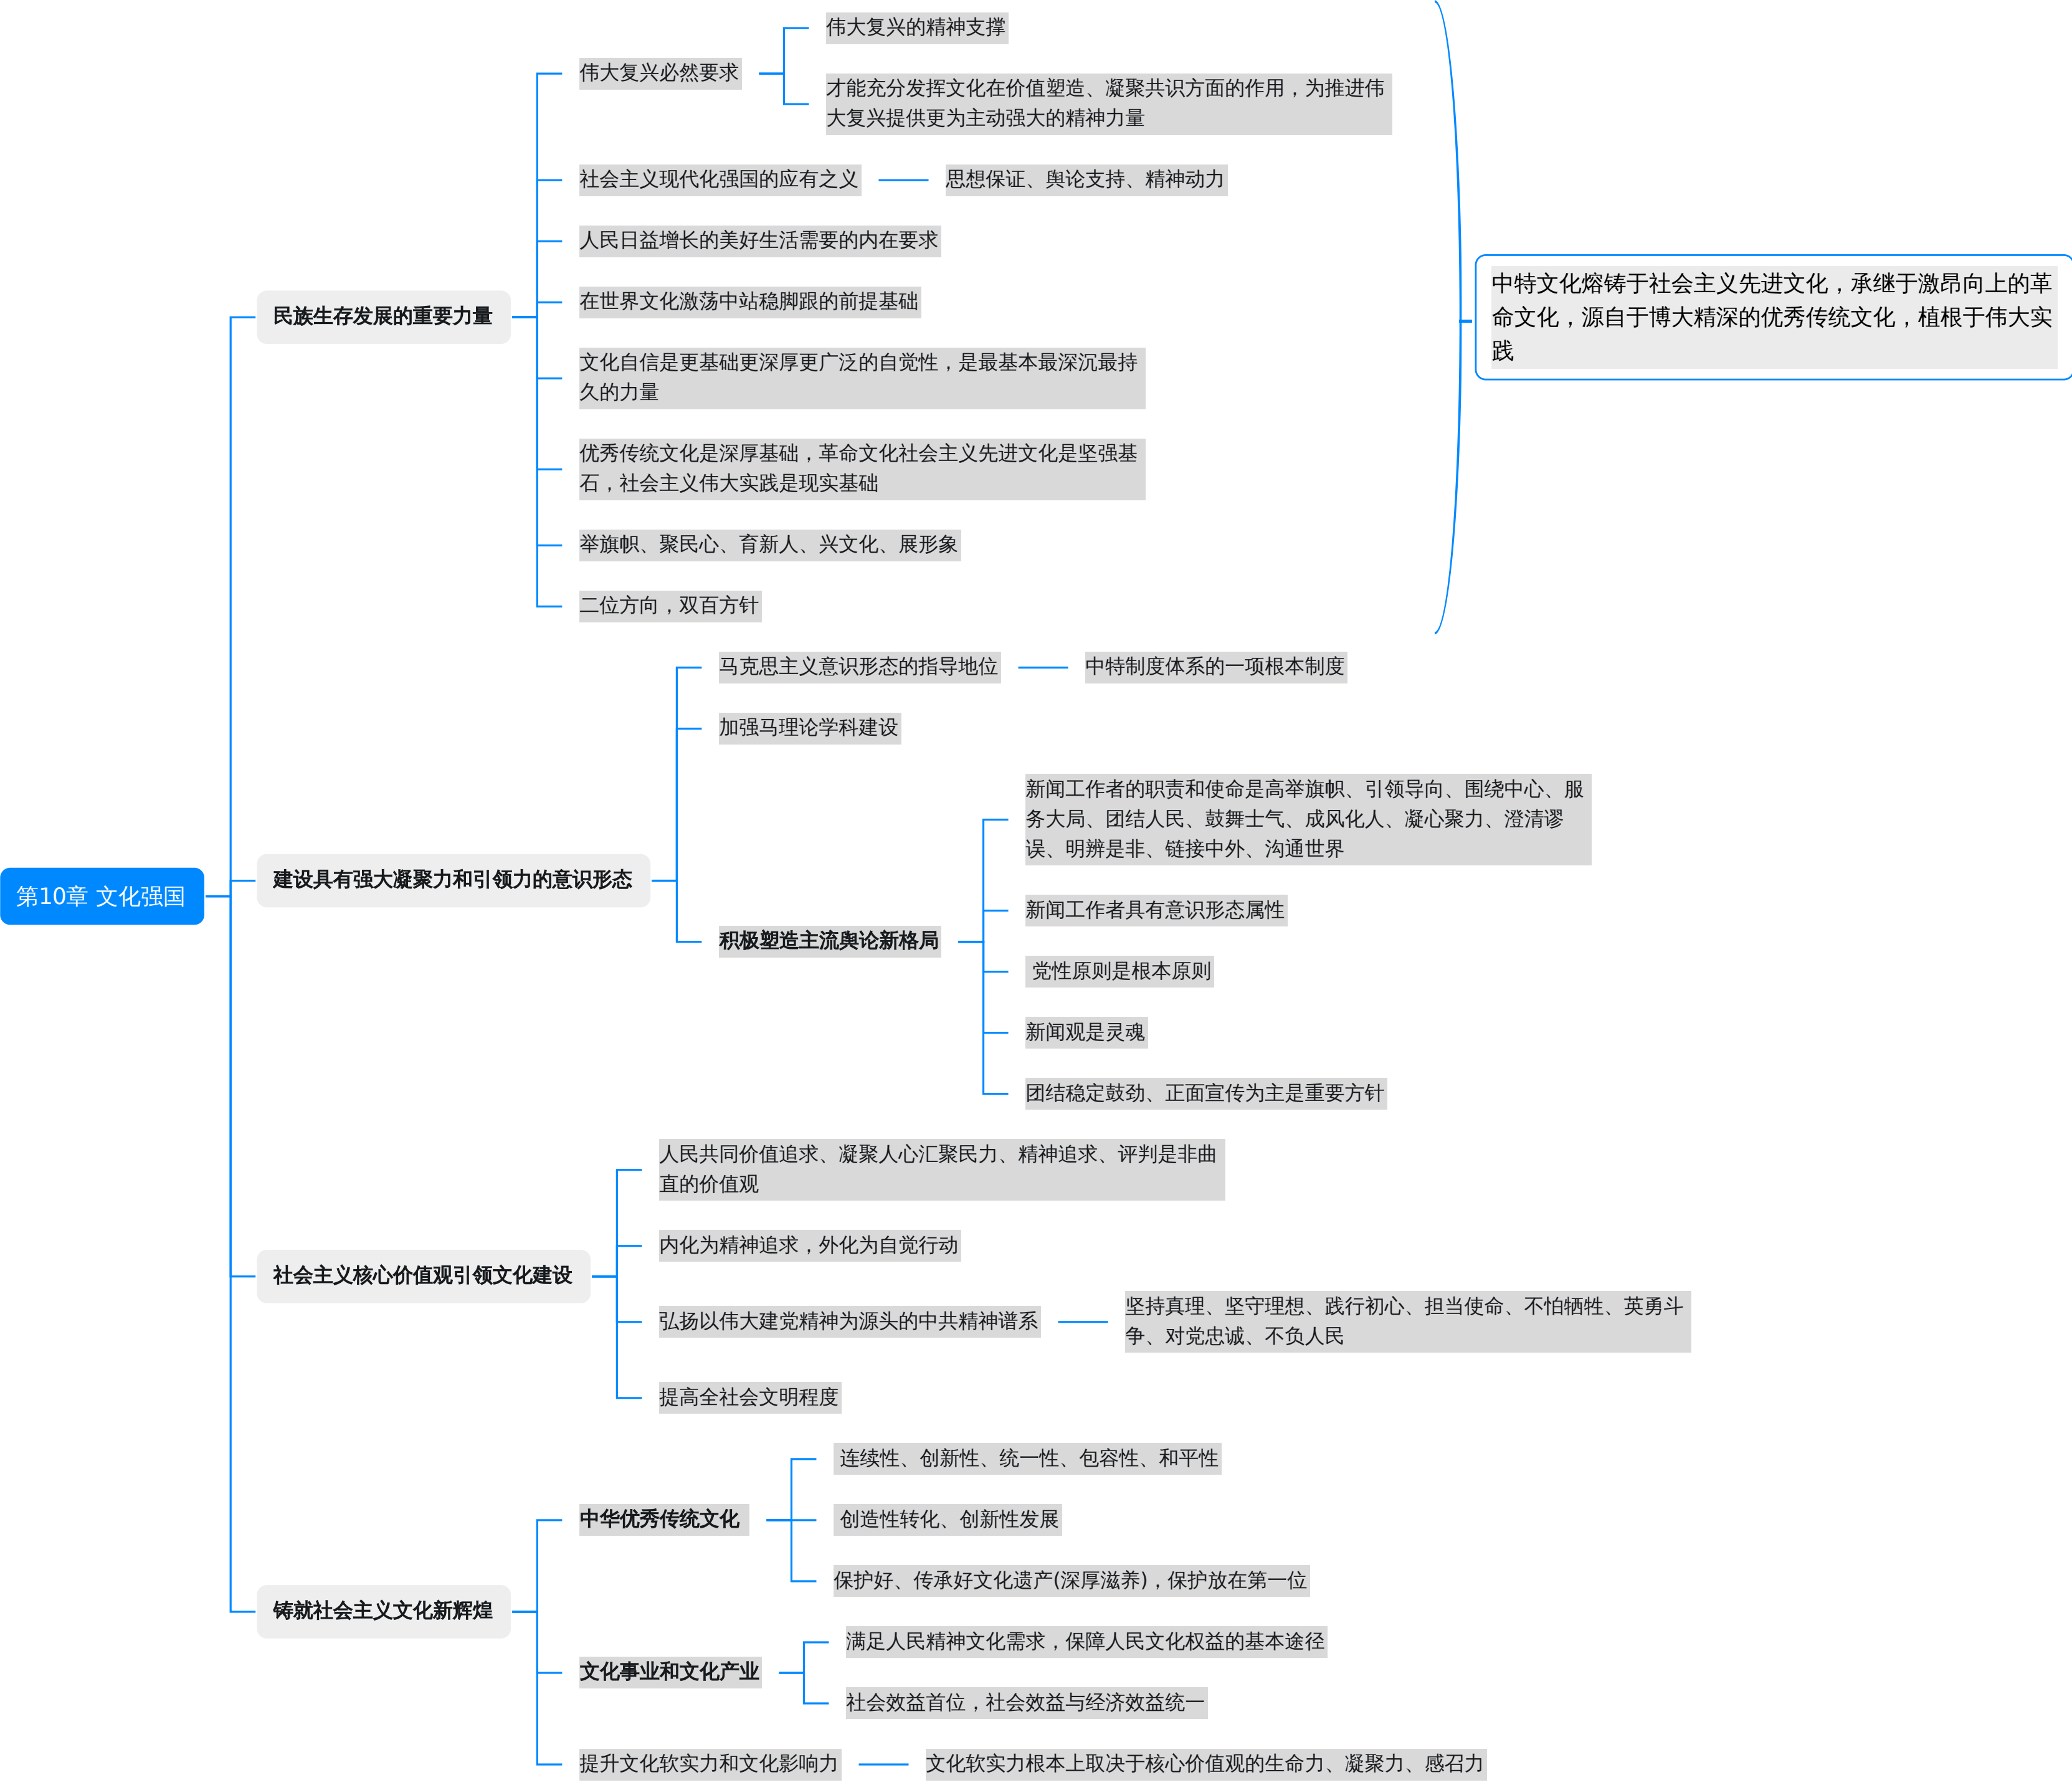 第10章 文化强国
民族生存发展的重要力量
伟大复兴必然要求
伟大复兴的精神支撑
才能充分发挥文化在价值塑造、凝聚共识方面的作用，为推进伟
大复兴提供更为主动强大的精神力量
社会主义现代化强国的应有之义
思想保证、舆论支持、精神动力
人民日益增长的美好生活需要的内在要求
在世界文化激荡中站稳脚跟的前提基础
文化自信是更基础更深厚更广泛的自觉性，是最基本最深沉最持
久的力量
优秀传统文化是深厚基础，革命文化社会主义先进文化是坚强基
石，社会主义伟大实践是现实基础
举旗帜、聚民心、育新人、兴文化、展形象
二位方向，双百方针
中特文化熔铸于社会主义先进文化，承继于激昂向上的革
命文化，源自于博大精深的优秀传统文化，植根于伟大实
践
建设具有强大凝聚力和引领力的意识形态
马克思主义意识形态的指导地位
中特制度体系的一项根本制度
加强马理论学科建设
积极塑造主流舆论新格局
新闻工作者的职责和使命是高举旗帜、引领导向、围绕中心、服
务大局、团结人民、鼓舞士气、成风化人、凝心聚力、澄清谬
误、明辨是非、链接中外、沟通世界
新闻工作者具有意识形态属性
党性原则是根本原则
新闻观是灵魂
团结稳定鼓劲、正面宣传为主是重要方针
社会主义核心价值观引领文化建设
人民共同价值追求、凝聚人心汇聚民力、精神追求、评判是非曲
直的价值观
内化为精神追求，外化为自觉行动
弘扬以伟大建党精神为源头的中共精神谱系
坚持真理、坚守理想、践行初心、担当使命、不怕牺牲、英勇斗
争、对党忠诚、不负人民
提高全社会文明程度
铸就社会主义文化新辉煌
中华优秀传统文化
连续性、创新性、统一性、包容性、和平性
创造性转化、创新性发展
保护好、传承好文化遗产(深厚滋养)，保护放在第一位
文化事业和文化产业
满足人民精神文化需求，保障人民文化权益的基本途径
社会效益首位，社会效益与经济效益统一
提升文化软实力和文化影响力
文化软实力根本上取决于核心价值观的生命力、凝聚力、感召力